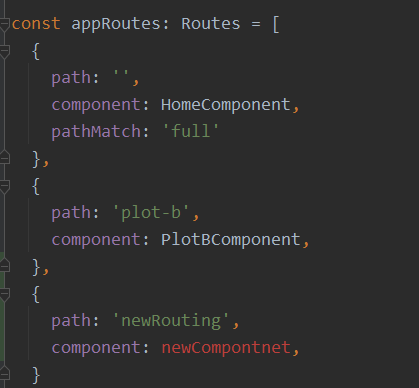 const appRoutes: Routes = [
{
path: '',
component: HomeComponent,
pathMatch: 'full'
},
{
path: 'plot-b',
component: PlotBComponent,
},
{
path: 'newRouting',
component: newCompontnet,
}